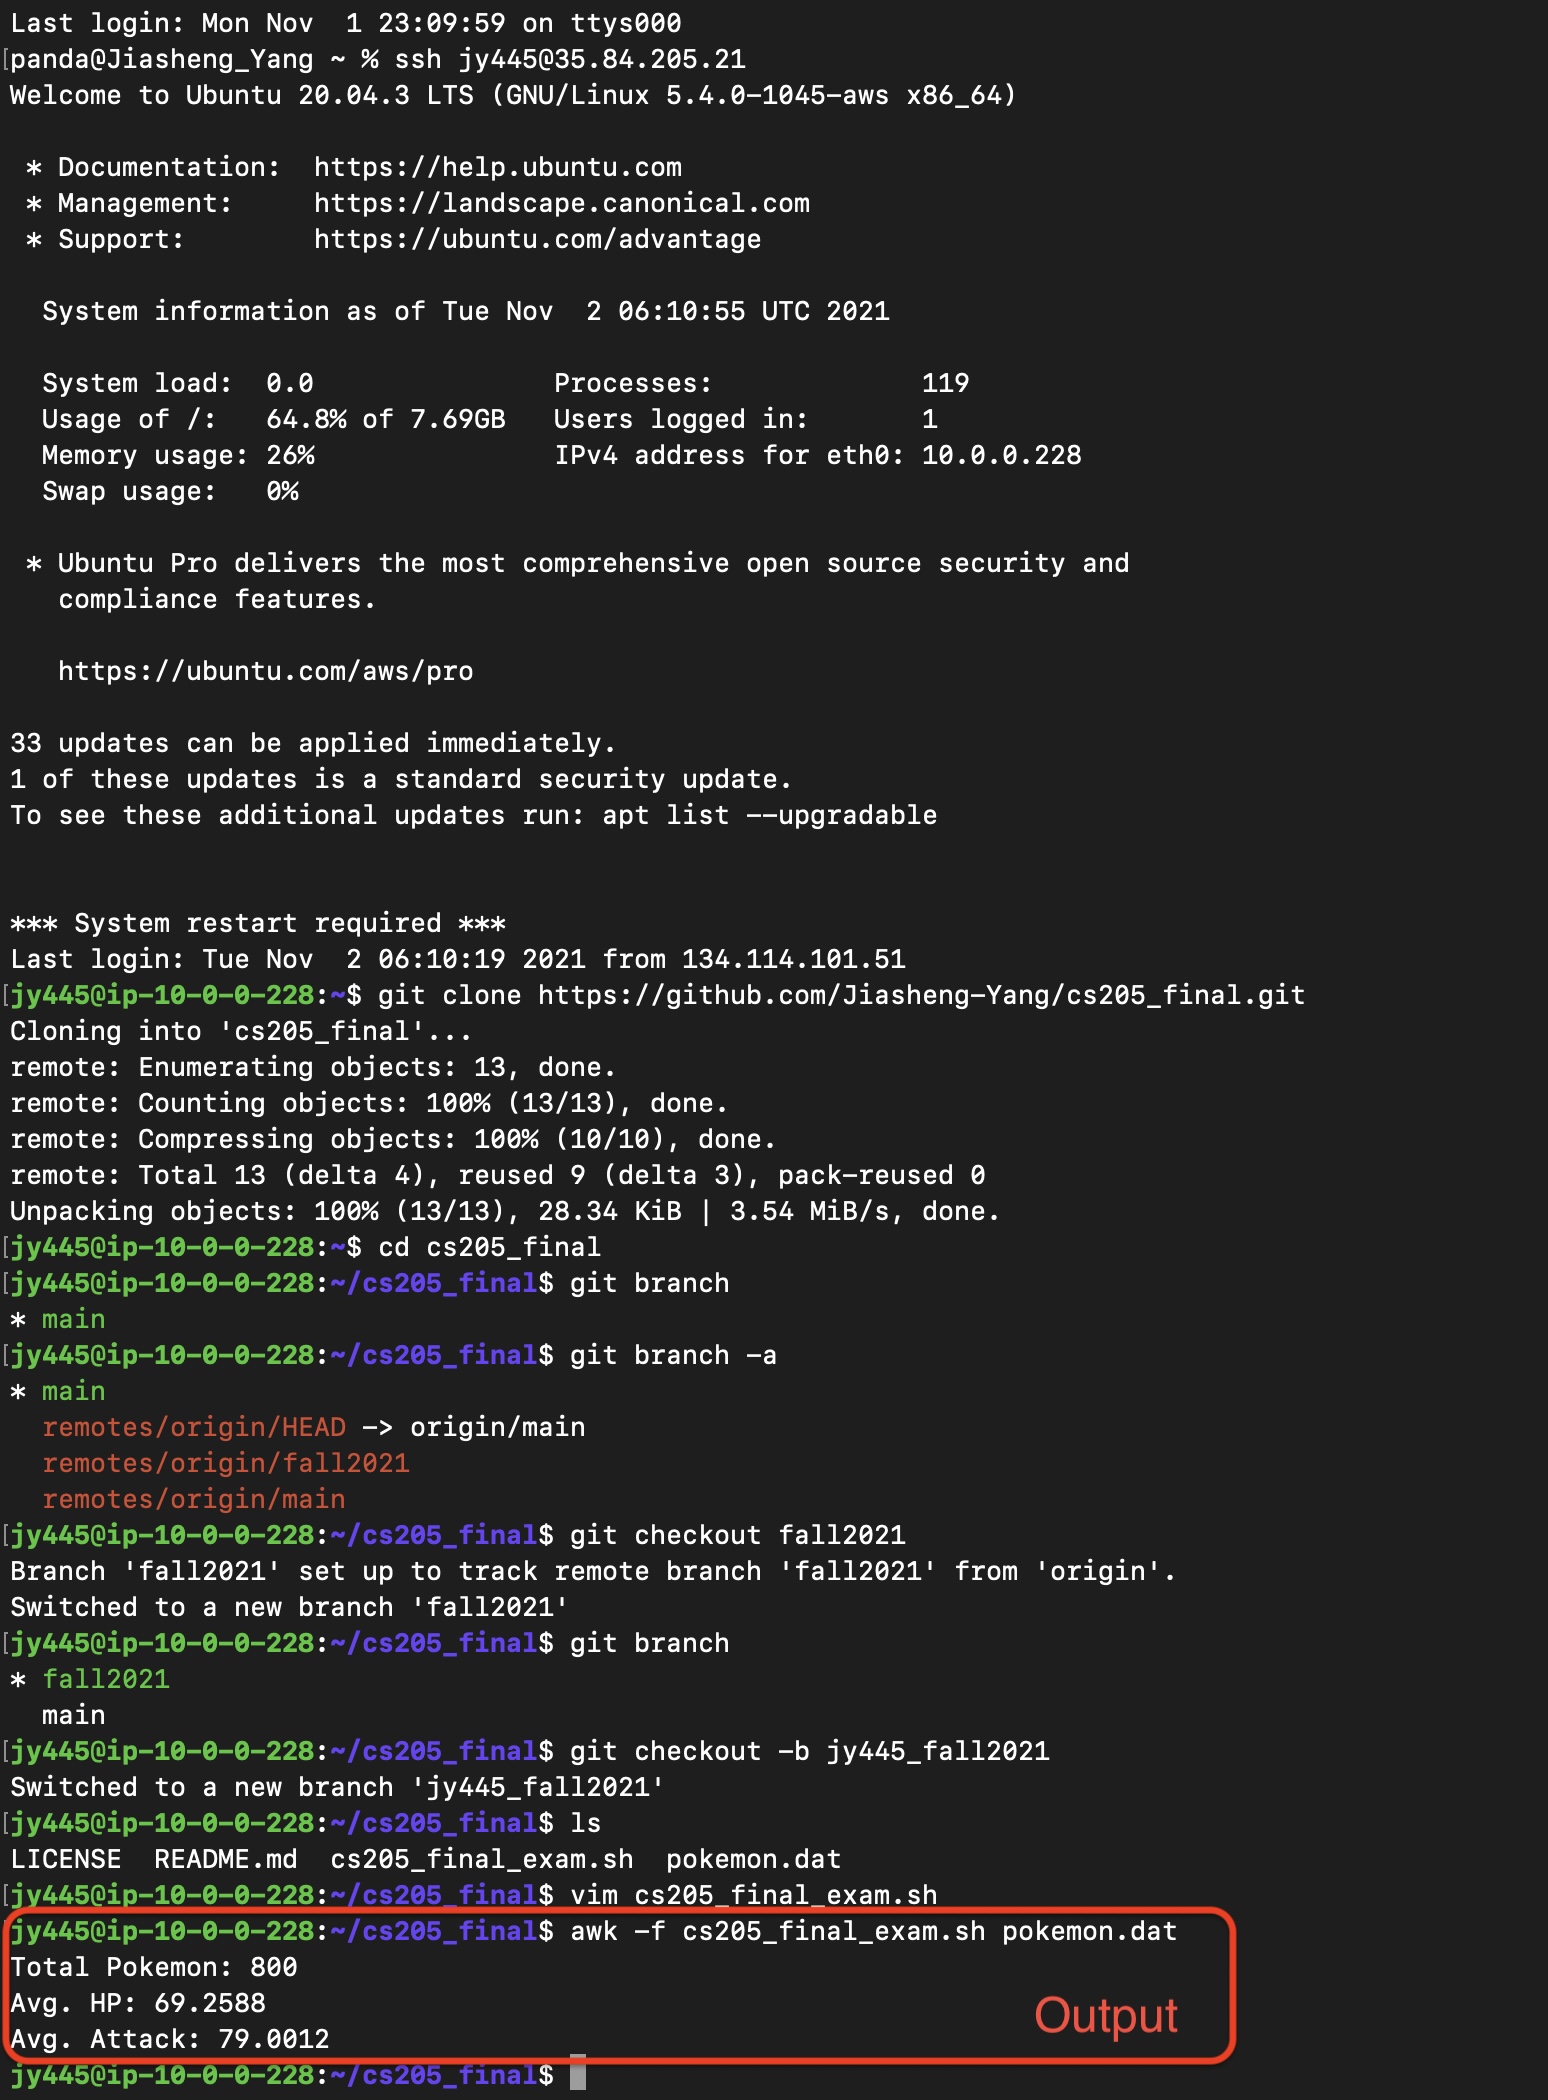 Last login: Mon Nov  1 23:09:59 on ttys000
[panda@Jiasheng_Yang ~ % ssh jy445@35.84.205.21
Welcome to Ubuntu 20.04.3 LTS (GNU/Linux 5.4.0-1045-aws x86_64)
 * Documentation:  https://help.ubuntu.com
 * Management:     https://landscape.canonical.com
 * Support:        https://ubuntu.com/advantage
  System information as of Tue Nov  2 06:10:55 UTC 2021
  System load:  0.0               Processes:             119
  Usage of /:   64.8% of 7.69GB   Users logged in:       1
  Memory usage: 26%               IPv4 address for eth0: 10.0.0.228
  Swap usage:   0%
 * Ubuntu Pro delivers the most comprehensive open source security and
   compliance features.
   https://ubuntu.com/aws/pro
33 updates can be applied immediately.
1 of these updates is a standard security update.
To see these additional updates run: apt list --upgradable
*** System restart required ***
Last login: Tue Nov  2 06:10:19 2021 from 134.114.101.51
[jy445@ip-10-0-0-228:~$ git clone https://github.com/Jiasheng-Yang/cs205_final.git
Cloning into 'cs205_final'...
remote: Enumerating objects: 13, done.
remote: Counting objects: 100% (13/13), done.
remote: Compressing objects: 100% (10/10), done.
remote: Total 13 (delta 4), reused 9 (delta 3), pack-reused 0
Unpacking objects: 100% (13/13), 28.34 KiB | 3.54 MiB/s, done.
[jy445@ip-10-0-0-228:~$ cd cs205_final
[jy445@ip-10-0-0-228:~/cs205_final$ git branch
* main
[jy445@ip-10-0-0-228:~/cs205_final$ git branch -a
* main
  remotes/origin/HEAD -> origin/main
  remotes/origin/fall2021
  remotes/origin/main
[jy445@ip-10-0-0-228:~/cs205_final$ git checkout fall2021
Branch 'fall2021' set up to track remote branch 'fall2021' from 'origin'.
Switched to a new branch 'fall2021'
[jy445@ip-10-0-0-228:~/cs205_final$ git branch
* fall2021
  main
[jy445@ip-10-0-0-228:~/cs205_final$ git checkout -b jy445_fall2021
Switched to a new branch 'jy445_fall2021'
[jy445@ip-10-0-0-228:~/cs205_final$ ls
LICENSE  README.md  cs205_final_exam.sh  pokemon.dat
[jy445@ip-10-0-0-228:~/cs205_final$ vim cs205_final_exam.sh
jy445@ip-10-0-0-228:~/cs205_final$ awk -f cs205_final_exam.sh pokemon.dat
Total Pokemon: 800
Avg. HP: 69.2588
Output
Avg. Attack: 79.0012
jy445@ip-10-0-0-228:~/cs205_final$